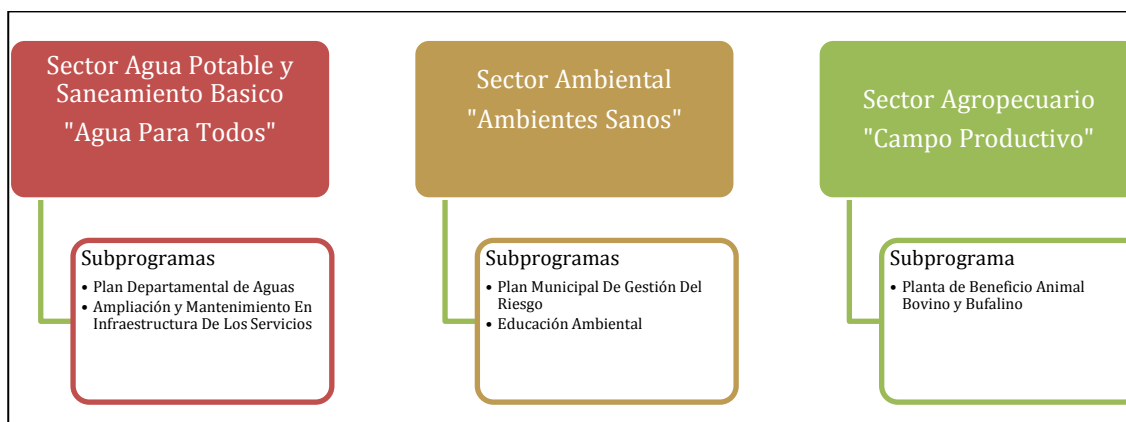 Sector Agua Potable y
Saneamiento Basico
"Agua Para Todos"
Subprogramas
• Plan Departamental de Aguas
• Ampliación y Mantenimiento En
Infraestructura De Los Servicios
Sector Ambiental
"Ambientes Sanos"
Subprogramas
• Plan Municipal De Gestión Del
Riesgo
• Educación Ambiental
Sector Agropecuario
"Campo Productivo"
Subprograma
• Planta de Beneficio Animal
Bovino y Bufalino